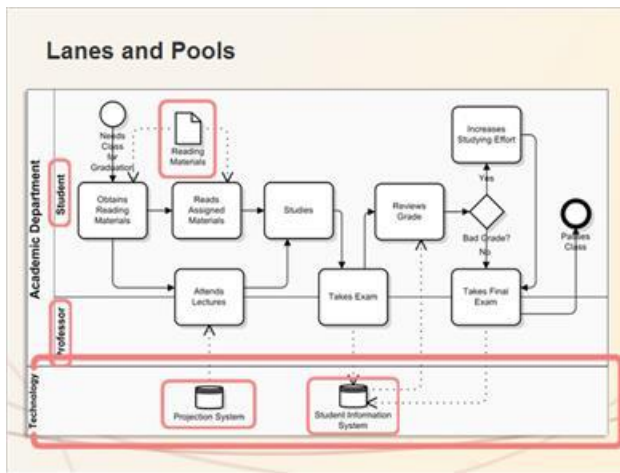 Lanes and Pools
Academic Department
Student
Professor
Technology
Needs
Class
for
Graduation
Reading
Materials
Increases
Studying Effort
Yes
Obtains
Reading
Materials
Reads
Assigned
Materials
Studies
Reviews
Grade
Bad Grade?
No
Passes
Class
Attends
Lectures
Takes Exam
Takes Final
Exam
Projection System
Student Information
System